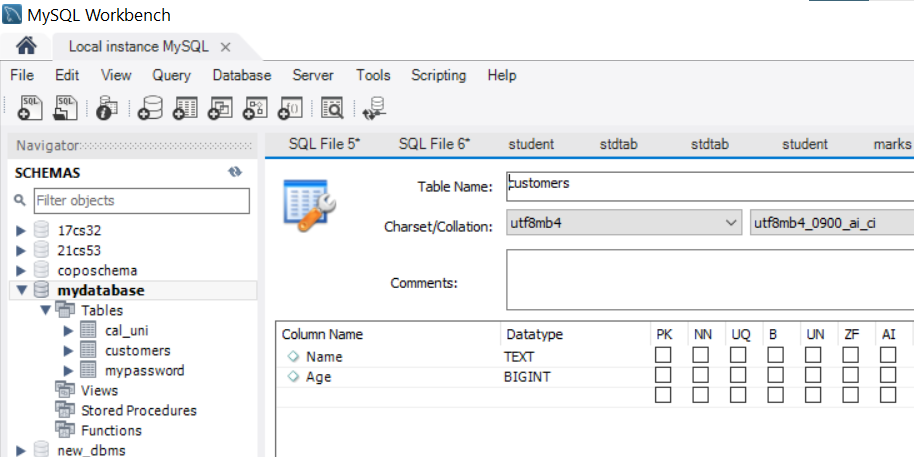 MySQL Workbench
Local instance MySQL ×
File Edit View Query Database Server Tools Scripting Help
SQL SQL
Navigator
SQL File 5* SQL File 6* student stdtab stdtab student marks
SCHEMAS
Filter objects
Table Name: customers
Charset/Collation: utf8mb4 utf8mb4_0900_ai_ci
Comments:
17cs32
21cs53
coposchema
mydatabase
Tables
cal_uni
customers
mypassword
Views
Stored Procedures
Functions
new_dbms
Column Name Datatype PK NN UQ B UN ZF AI
Name TEXT
Age BIGINT